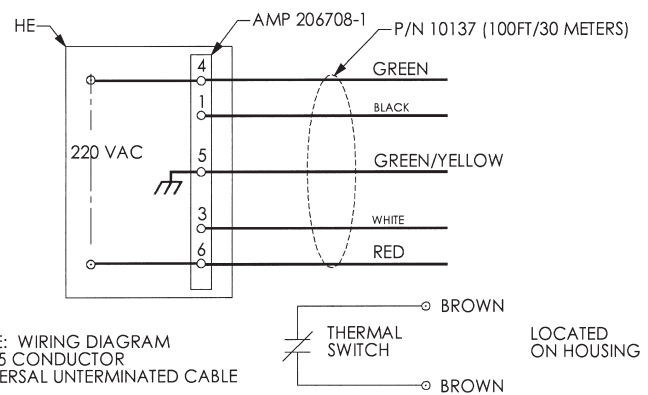 HE
AMP 206708-1
P/N 10137 (100FT/30 METERS)
4
GREEN
1
BLACK
220 VAC
5
GREEN/YELLOW
3
WHITE
6
RED
BROWN
THERMAL
SWITCH
LOCATED
ON HOUSING
BROWN
E: WIRING DIAGRAM
5 CONDUCTOR
ERSAL UNTERMINATED CABLE